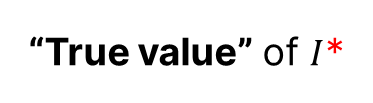 “True value” of I*